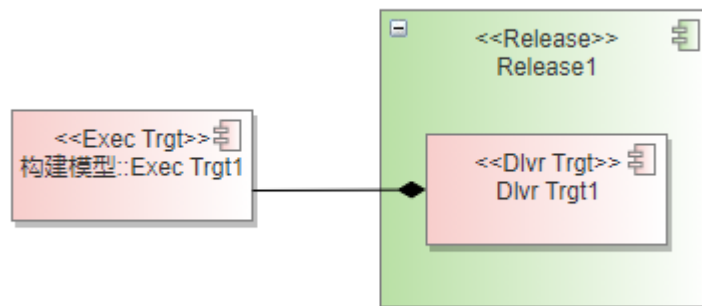 <<Release>>
Release1
<<Exec Trgt>>
构建模型::Exec Trgt1
<<Dlvr Trgt>>
Dlvr Trgt1